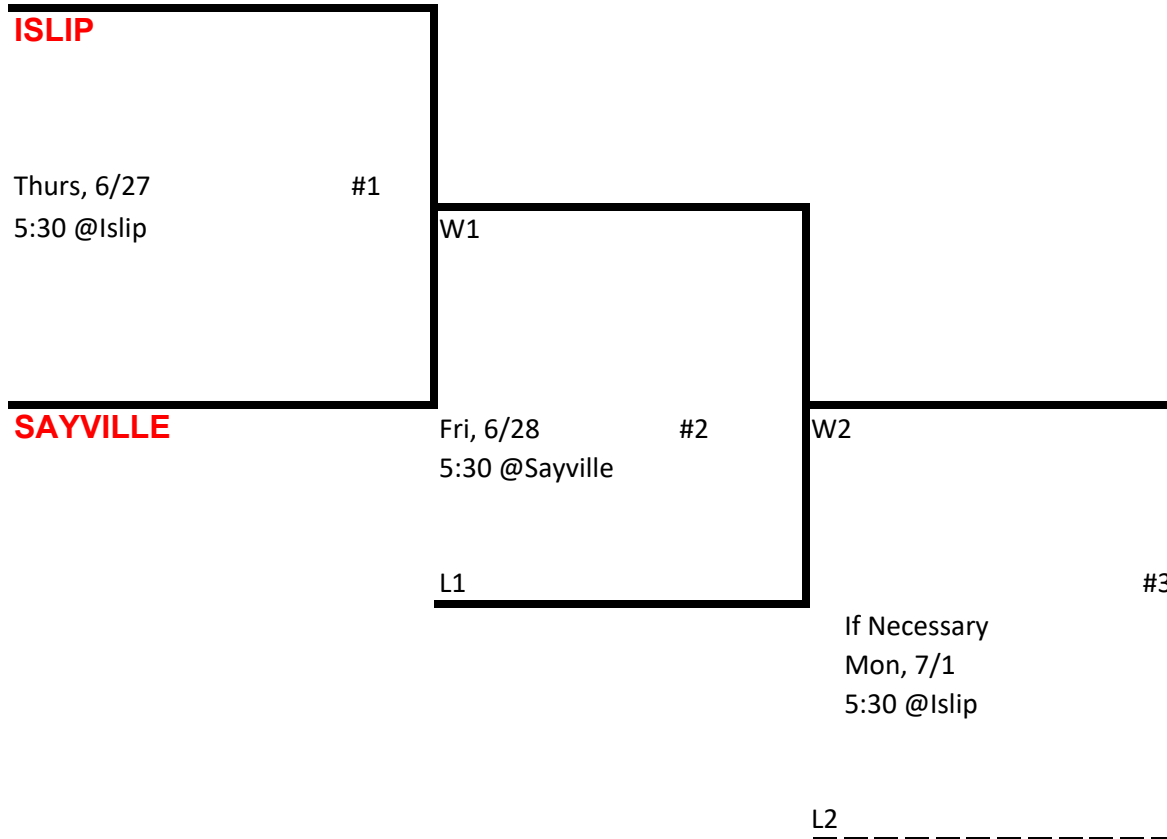 ISLIP
Thurs, 6/27 #1
5:30 @Islip
W1
SAYVILLE
Fri, 6/28 #2
5:30 @Sayville
W2
L1
#3
If Necessary
Mon, 7/1
5:30 @Islip
L2